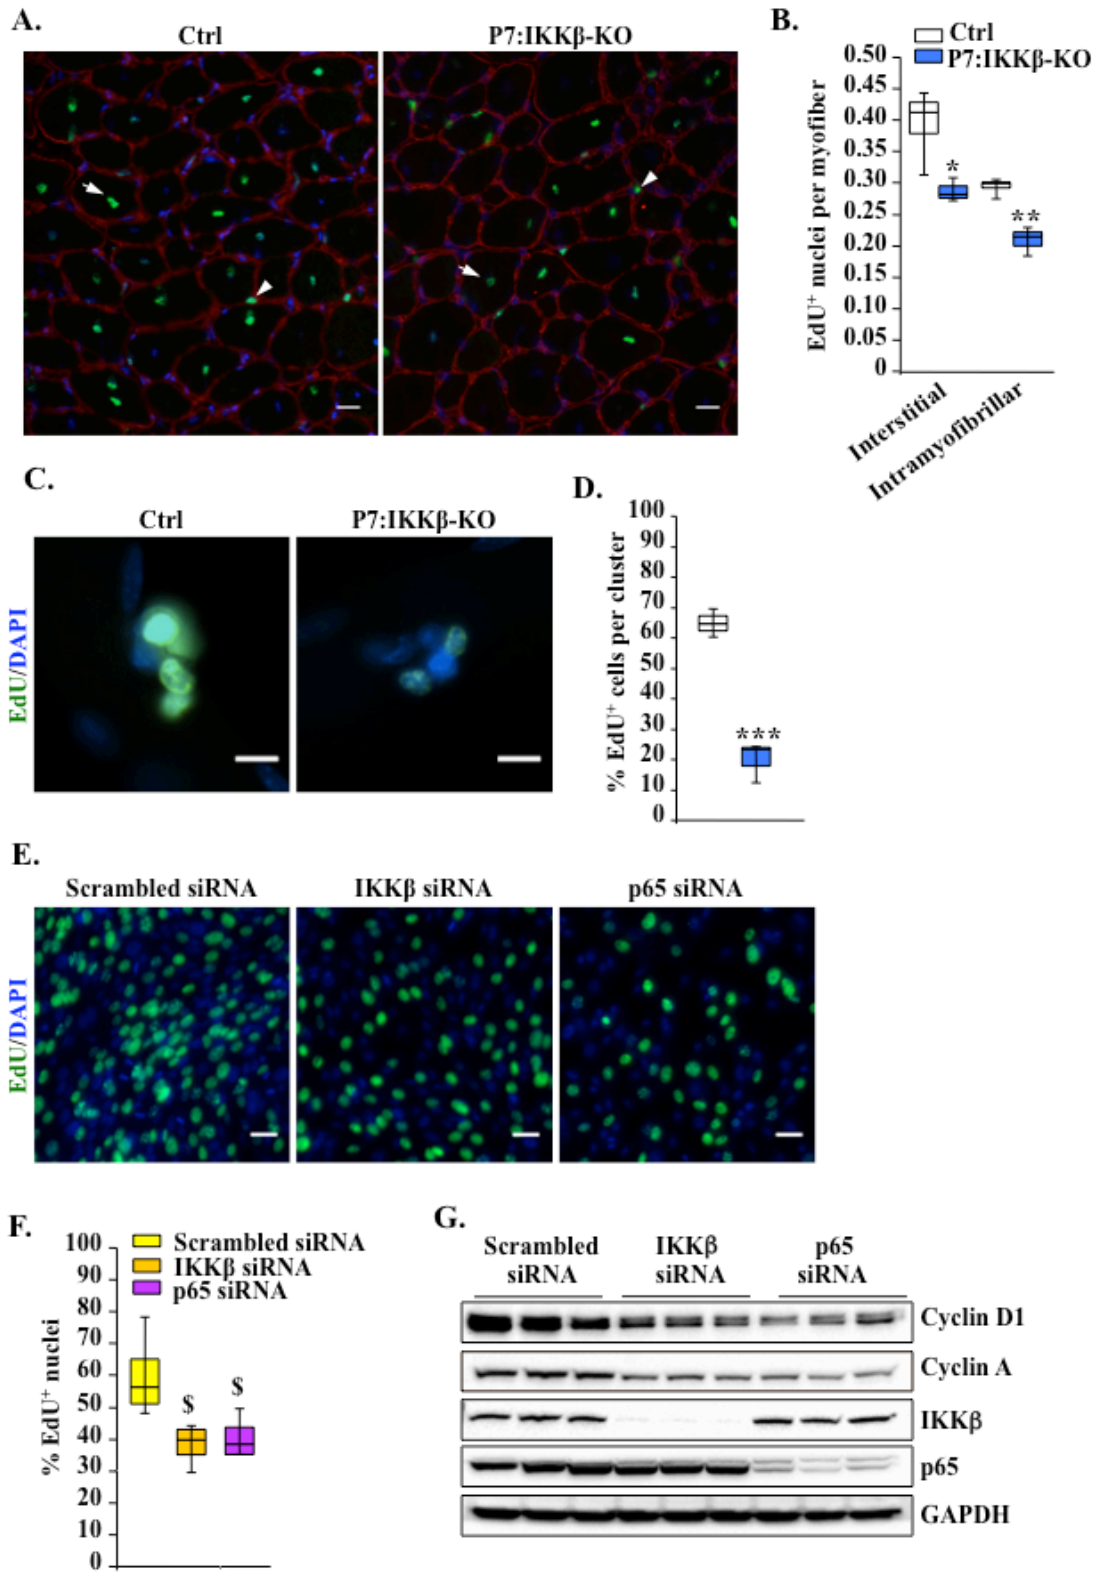 A.
Ctrl
P7:IKKβ-KO
B.
Ctrl
P7:IKKβ-KO
EdU⁺ nuclei per myofiber
0.50
0.45
0.40
0.35
0.30
0.25
0.20
0.15
0.10
0.05
0
*
**
Interstitial
Intramyofibrillar
C.
Ctrl
P7:IKKβ-KO
EdU/DAPI
D.
% EdU⁺ cells per cluster
100
90
80
70
60
50
40
30
20
10
0
***
E.
Scrambled siRNA
IKKβ siRNA
p65 siRNA
EdU/DAPI
F.
Scrambled siRNA
IKKβ siRNA
p65 siRNA
% EdU⁺ nuclei
100
90
80
70
60
50
40
30
20
10
0
$
$
G.
Scrambled siRNA
IKKβ siRNA
p65 siRNA
Cyclin D1
Cyclin A
IKKβ
p65
GAPDH